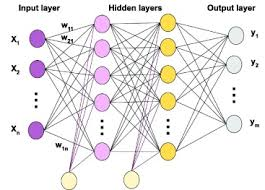 Input layer Hidden layers Output layer
w₁₁
w₂₁
X₁ y₁
X₂ y₂
Xₙ yₘ
w₁ₙ